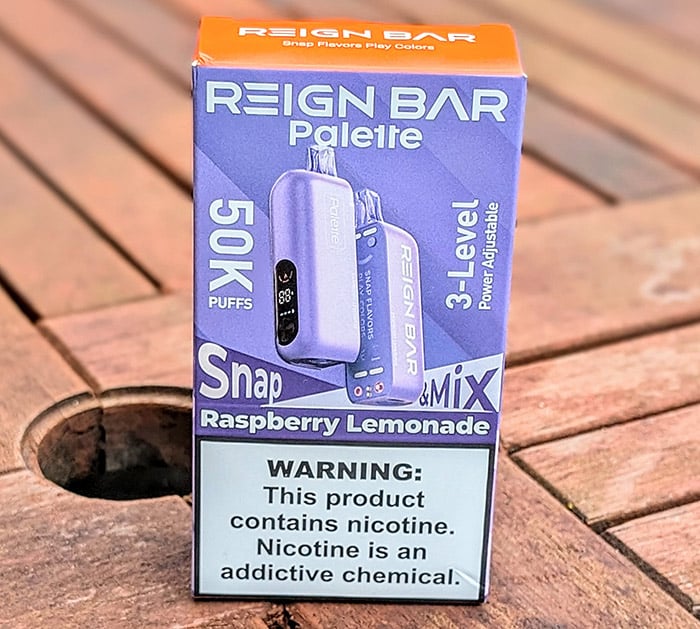 REIGN BAR
Snap Flavors Play Colors
REIGN BAR
Palette
50K
PUFFS
3-Level
Power Adjustable
Palette
88
SNAP FLAVORS
PLAY COLORS
REIGN BAR
Snap
&MiX
Raspberry Lemonade
WARNING:
This product
contains nicotine.
Nicotine is an
addictive chemical.